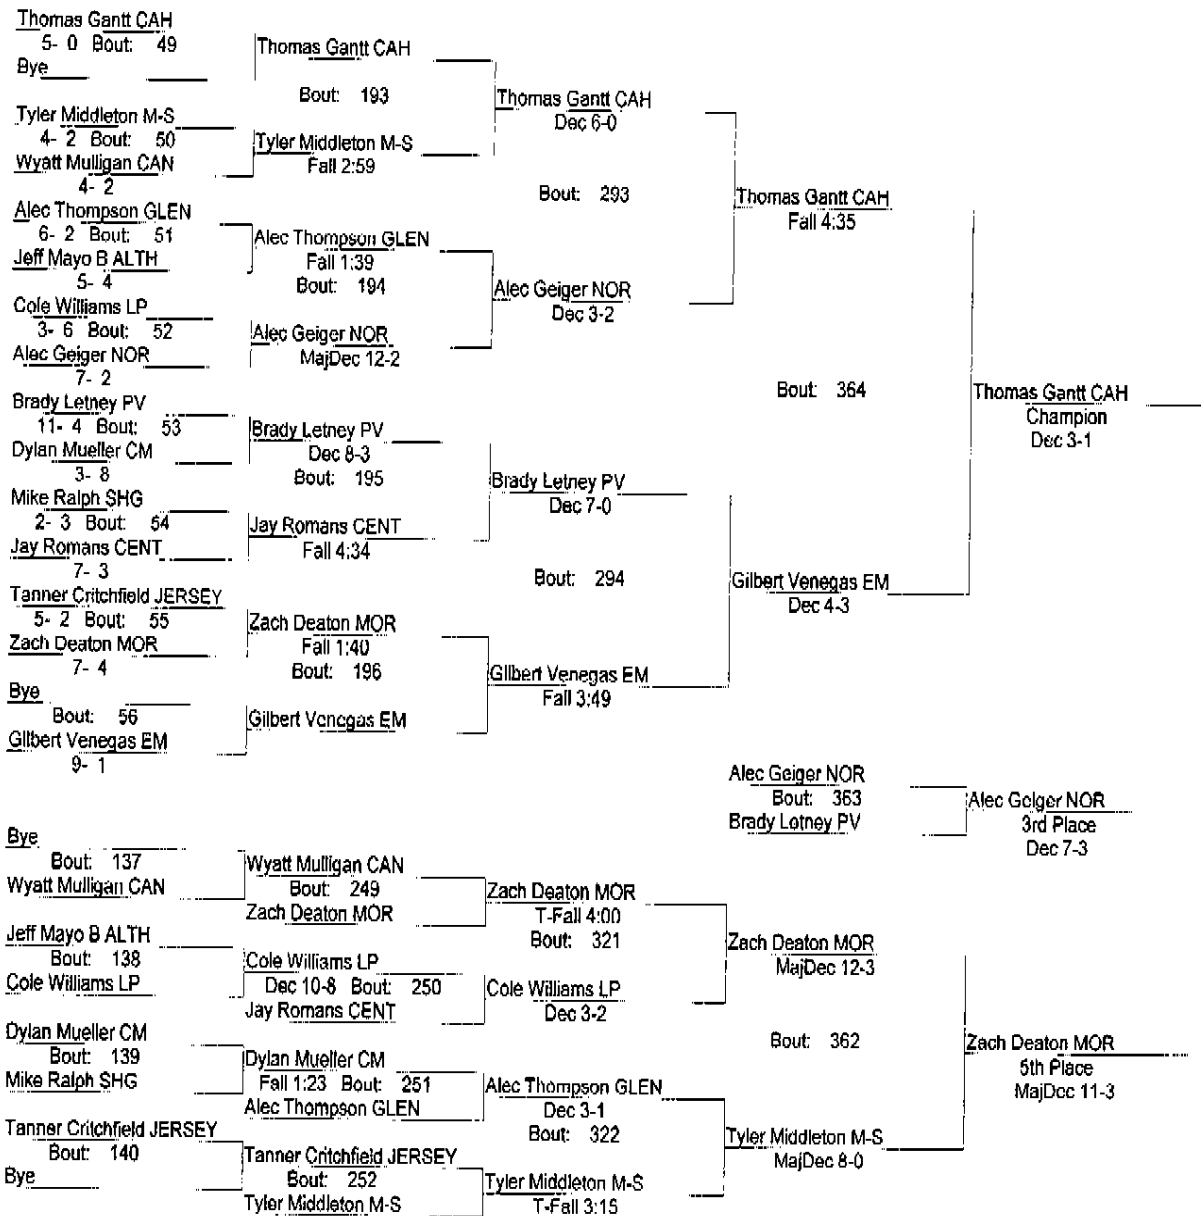 Thomas Gantt CAH
5- 0 Bout: 49
Bye
Tyler Middleton M-S
4- 2 Bout: 50
Wyatt Mulligan CAN
4- 2
Alec Thompson GLEN
6- 2 Bout: 51
Jeff Mayo B ALTH
5- 4
Cole Williams LP
3- 6 Bout: 52
Alec Geiger NOR
7- 2
Brady Letney PV
11- 4 Bout: 53
Dylan Mueller CM
3- 8
Mike Ralph SHG
2- 3 Bout: 54
Jay Romans CENT
7- 3
Tanner Critchfield JERSEY
5- 2 Bout: 55
Zach Deaton MOR
7- 4
Bye
Bout: 56
Gilbert Venegas EM
9- 1
Thomas Gantt CAH
Bout: 193
Tyler Middleton M-S
Fall 2:59
Alec Thompson GLEN
Fall 1:39
Bout: 194
Alec Geiger NOR
MajDec 12-2
Brady Letney PV
Dec 8-3
Bout: 195
Jay Romans CENT
Fall 4:34
Zach Deaton MOR
Fall 1:40
Bout: 196
Gilbert Venegas EM
Thomas Gantt CAH
Dec 6-0
Bout: 293
Alec Geiger NOR
Dec 3-2
Brady Letney PV
Dec 7-0
Bout: 294
Gilbert Venegas EM
Fall 3:49
Thomas Gantt CAH
Fall 4:35
Bout: 364
Gilbert Venegas EM
Dec 4-3
Thomas Gantt CAH
Champion
Dec 3-1
Alec Geiger NOR
Bout: 363
Brady Letney PV
Alec Geiger NOR
3rd Place
Dec 7-3
Bye
Bout: 137
Wyatt Mulligan CAN
Jeff Mayo B ALTH
Bout: 138
Cole Williams LP
Dylan Mueller CM
Bout: 139
Mike Ralph SHG
Tanner Critchfield JERSEY
Bout: 140
Bye
Wyatt Mulligan CAN
Bout: 249
Zach Deaton MOR
Cole Williams LP
Dec 10-8 Bout: 250
Jay Romans CENT
Dylan Mueller CM
Fall 1:23 Bout: 251
Alec Thompson GLEN
Tanner Critchfield JERSEY
Bout: 252
Tyler Middleton M-S
Zach Deaton MOR
T-Fall 4:00
Bout: 321
Cole Williams LP
Dec 3-2
Alec Thompson GLEN
Dec 3-1
Bout: 322
Tyler Middleton M-S
T-Fall 3:15
Zach Deaton MOR
MajDec 12-3
Bout: 362
Tyler Middleton M-S
MajDec 8-0
Zach Deaton MOR
5th Place
MajDec 11-3